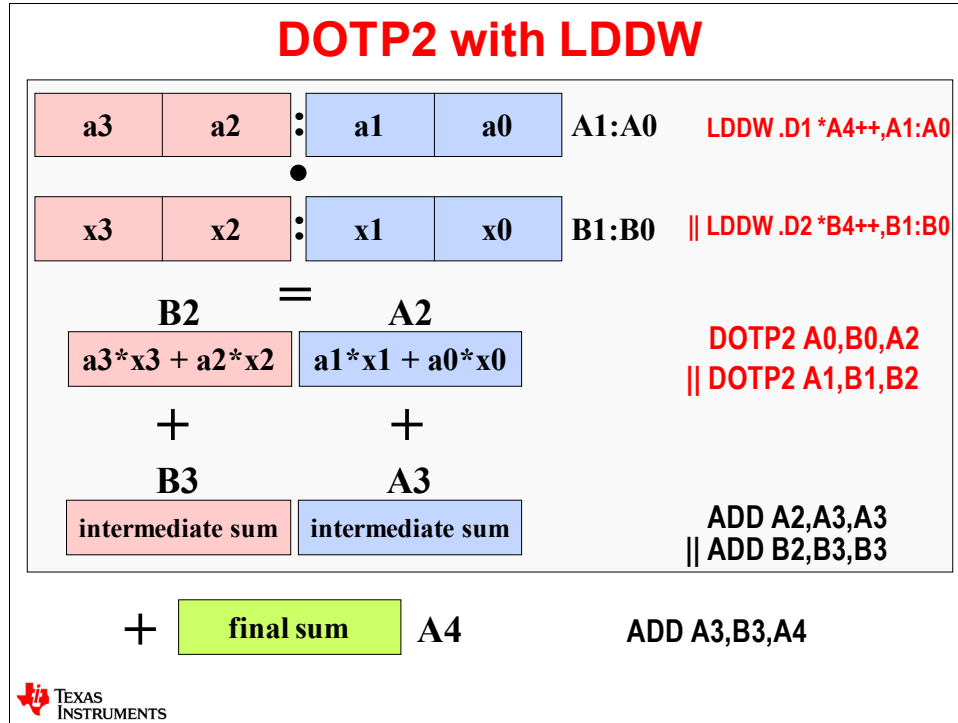 DOTP2 with LDDW
a3 a2 : a1 a0 A1:A0 LDDW .D1 *A4++,A1:A0
•
x3 x2 : x1 x0 B1:B0 || LDDW .D2 *B4++,B1:B0
=
B2 A2
a3*x3 + a2*x2 a1*x1 + a0*x0 DOTP2 A0,B0,A2
|| DOTP2 A1,B1,B2
+ +
B3 A3
intermediate sum intermediate sum ADD A2,A3,A3
|| ADD B2,B3,B3
+ final sum A4 ADD A3,B3,A4
TEXAS
INSTRUMENTS